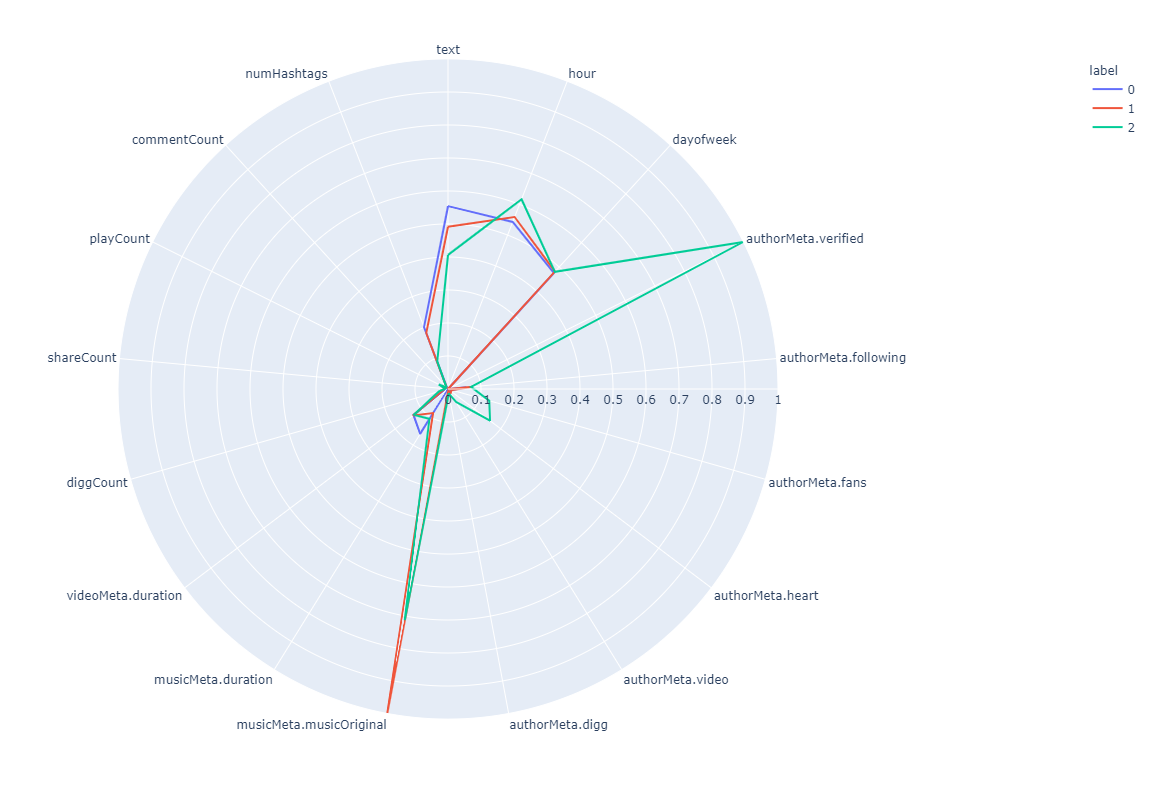 text
numHashtags
hour
label
0
1
2
commentCount
dayofweek
playCount
authorMeta.verified
shareCount
authorMeta.following
0 0.1 0.2 0.3 0.4 0.5 0.6 0.7 0.8 0.9 1
diggCount
authorMeta.fans
videoMeta.duration
authorMeta.heart
musicMeta.duration
authorMeta.video
musicMeta.musicOriginal
authorMeta.digg